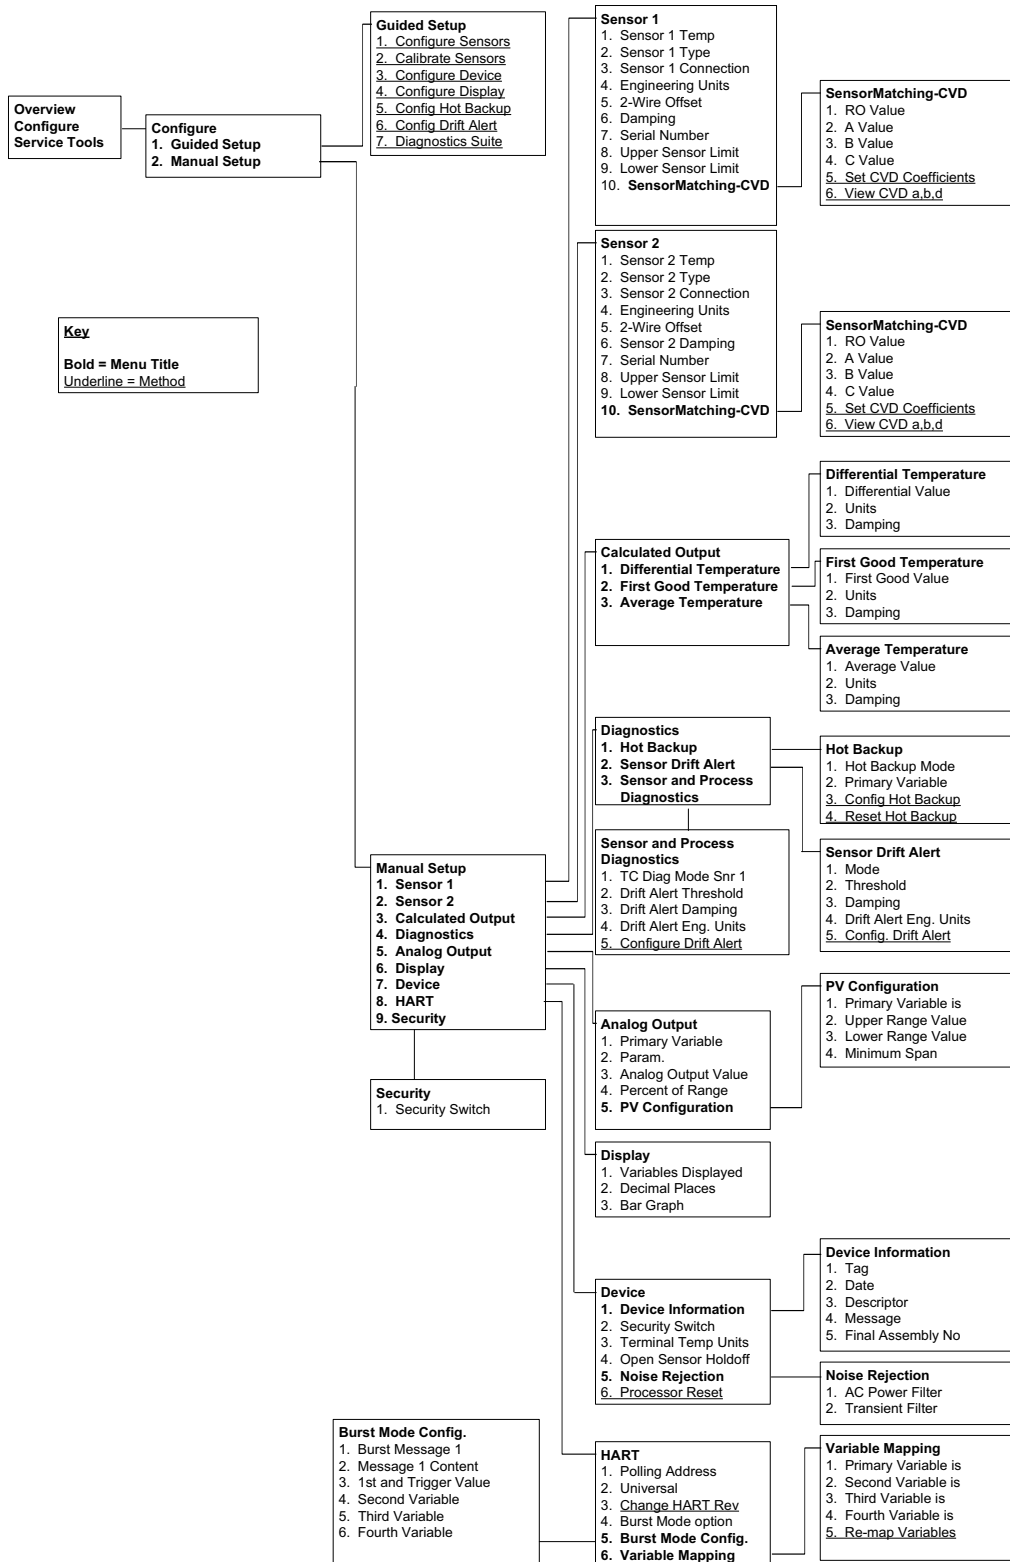 Overview
Configure
Service Tools
Configure
1. Guided Setup
2. Manual Setup
Guided Setup
1. Configure Sensors
2. Calibrate Sensors
3. Configure Device
4. Configure Display
5. Config Hot Backup
6. Config Drift Alert
7. Diagnostics Suite
Key
Bold = Menu Title
Underline = Method
Sensor 1
1. Sensor 1 Temp
2. Sensor 1 Type
3. Sensor 1 Connection
4. Engineering Units
5. 2-Wire Offset
6. Damping
7. Serial Number
8. Upper Sensor Limit
9. Lower Sensor Limit
10. SensorMatching-CVD
SensorMatching-CVD
1. RO Value
2. A Value
3. B Value
4. C Value
5. Set CVD Coefficients
6. View CVD a,b,d
Sensor 2
1. Sensor 2 Temp
2. Sensor 2 Type
3. Sensor 2 Connection
4. Engineering Units
5. 2-Wire Offset
6. Sensor 2 Damping
7. Serial Number
8. Upper Sensor Limit
9. Lower Sensor Limit
10. SensorMatching-CVD
SensorMatching-CVD
1. RO Value
2. A Value
3. B Value
4. C Value
5. Set CVD Coefficients
6. View CVD a,b,d
Calculated Output
1. Differential Temperature
2. First Good Temperature
3. Average Temperature
Differential Temperature
1. Differential Value
2. Units
3. Damping
First Good Temperature
1. First Good Value
2. Units
3. Damping
Average Temperature
1. Average Value
2. Units
3. Damping
Diagnostics
1. Hot Backup
2. Sensor Drift Alert
3. Sensor and Process
Diagnostics
Hot Backup
1. Hot Backup Mode
2. Primary Variable
3. Config Hot Backup
4. Reset Hot Backup
Sensor and Process
Diagnostics
1. TC Diag Mode Snr 1
2. Drift Alert Threshold
3. Drift Alert Damping
4. Drift Alert Eng. Units
5. Configure Drift Alert
Sensor Drift Alert
1. Mode
2. Threshold
3. Damping
4. Drift Alert Eng. Units
5. Config. Drift Alert
Manual Setup
1. Sensor 1
2. Sensor 2
3. Calculated Output
4. Diagnostics
5. Analog Output
6. Display
7. Device
8. HART
9. Security
Security
1. Security Switch
Analog Output
1. Primary Variable
2. Param.
3. Analog Output Value
4. Percent of Range
5. PV Configuration
PV Configuration
1. Primary Variable is
2. Upper Range Value
3. Lower Range Value
4. Minimum Span
Display
1. Variables Displayed
2. Decimal Places
3. Bar Graph
Device
1. Device Information
2. Security Switch
3. Terminal Temp Units
4. Open Sensor Holdoff
5. Noise Rejection
6. Processor Reset
Device Information
1. Tag
2. Date
3. Descriptor
4. Message
5. Final Assembly No
Noise Rejection
1. AC Power Filter
2. Transient Filter
Burst Mode Config.
1. Burst Message 1
2. Message 1 Content
3. 1st and Trigger Value
4. Second Variable
5. Third Variable
6. Fourth Variable
HART
1. Polling Address
2. Universal
3. Change HART Rev
4. Burst Mode option
5. Burst Mode Config.
6. Variable Mapping
Variable Mapping
1. Primary Variable is
2. Second Variable is
3. Third Variable is
4. Fourth Variable is
5. Re-map Variables